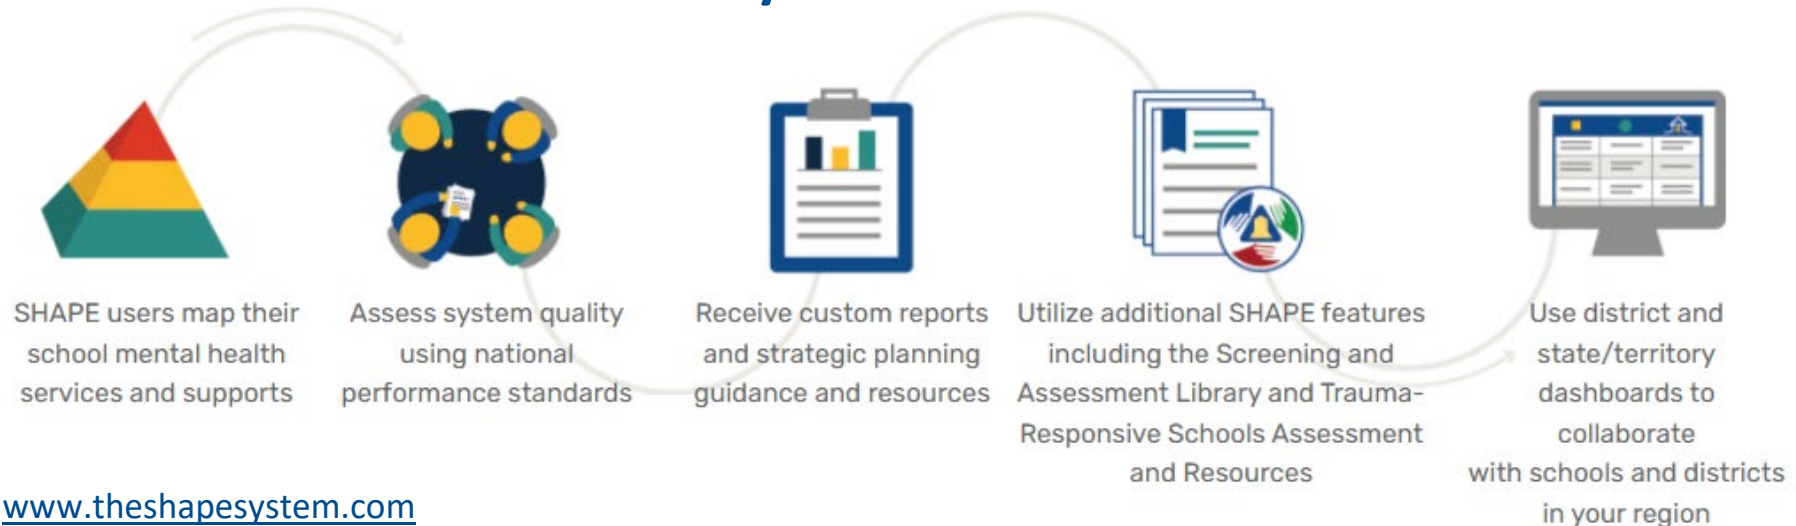 SHAPE users map their
school mental health
services and supports
Assess system quality
using national
performance standards
Receive custom reports
and strategic planning
guidance and resources
Utilize additional SHAPE features
including the Screening and
Assessment Library and Trauma-
Responsive Schools Assessment
and Resources
Use district and
state/territory
dashboards to
collaborate
with schools and districts
in your region
www.theshapesystem.com